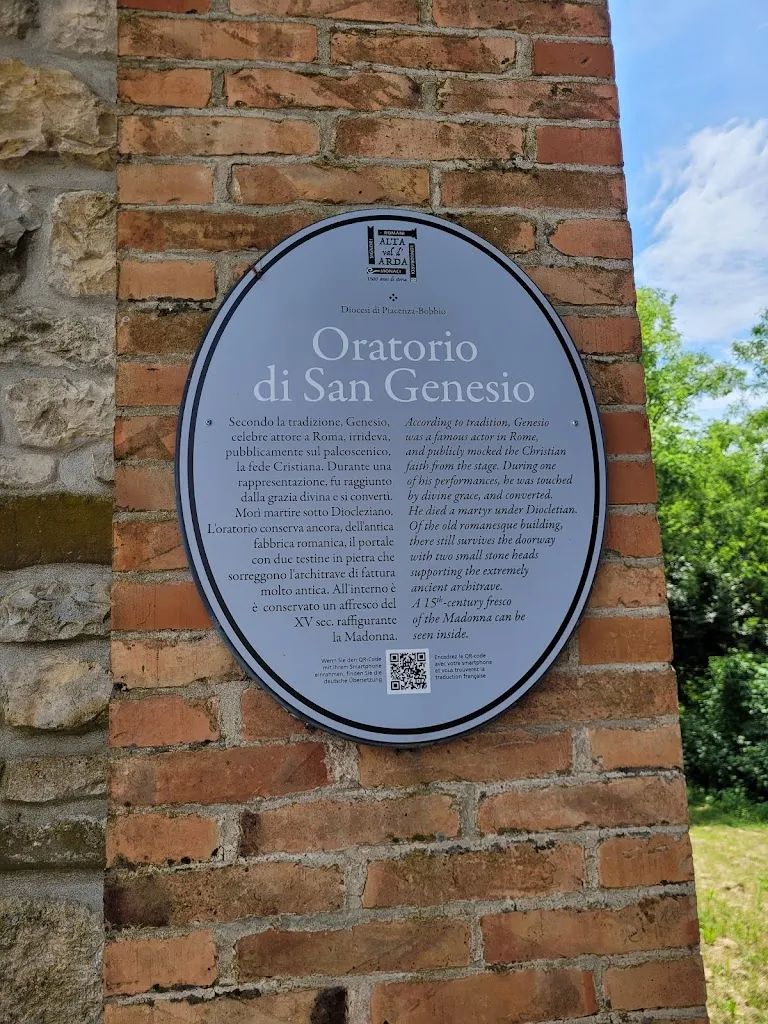 ROMANI
ALTA
val d'
ARDA
MONACI
Diocesi di Piacenza-Bobbio
Oratorio
di San Genesio
Secondo la tradizione, Genesio,
celebre attore a Roma, irrideva,
pubblicamente sul palcoscenico,
la fede Cristiana. Durante una
rappresentazione, fu raggiunto
dalla grazia divina e si convertì.
Morì martire sotto Diocleziano.
L'oratorio conserva ancora, dell'antica
fabbrica romanica, il portale
con due testine in pietra che
sorreggono l'architrave di fattura
molto antica. All'interno è
è conservato un affresco del
XV sec. raffigurante
la Madonna.
According to tradition, Genesio
was a famous actor in Rome,
and publicly mocked the Christian
faith from the stage. During one
of his performances, he was touched
by divine grace, and converted.
He died a martyr under Diocletian.
Of the old romanesque building,
there still survives the doorway
with two small stone heads
supporting the extremely
ancient architrave.
A 15th-century fresco
of the Madonna can be
seen inside.
Wenn Sie den QR-Code
mit Ihrem Smartphone
einrahmen, finden Sie die
deutsche Übersetzung
Encadrez le QR-code
avec votre smartphone
et vous trouverez la
traduction française